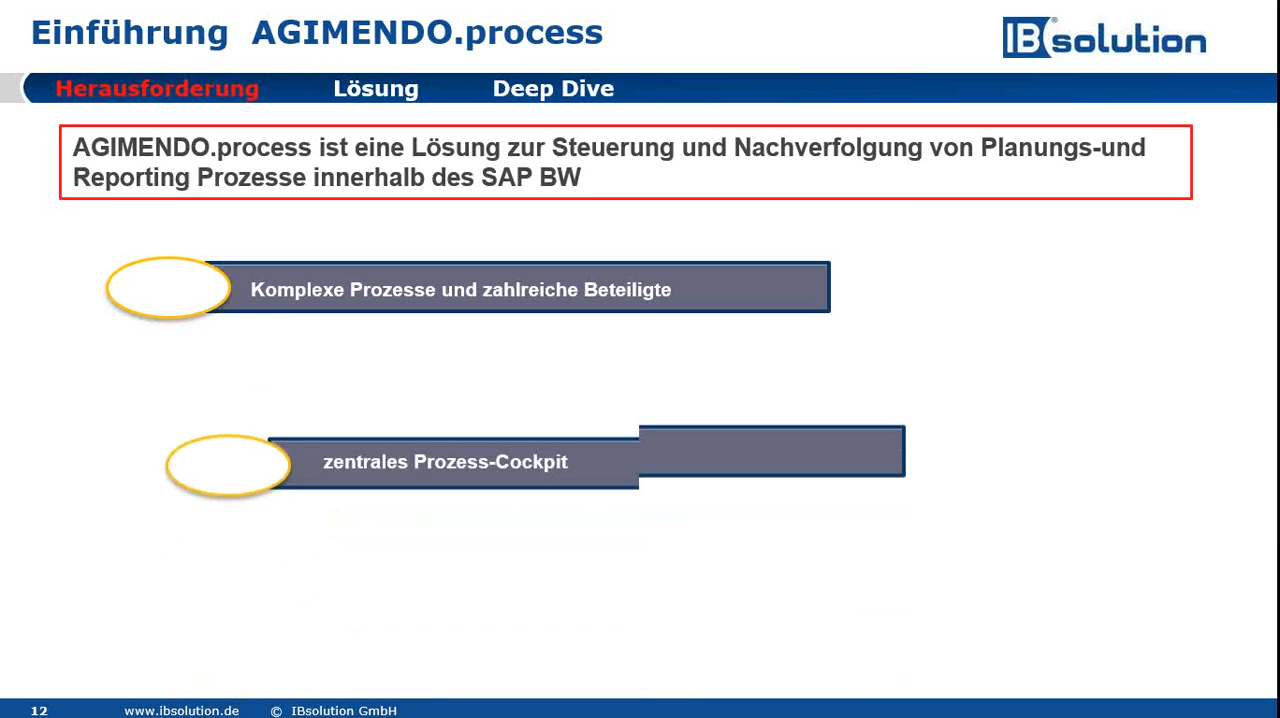 Einführung AGIMENDO.process
IBsolution
Herausforderung Lösung Deep Dive
AGIMENDO.process ist eine Lösung zur Steuerung und Nachverfolgung von Planungs-und
Reporting Prozesse innerhalb des SAP BW
Komplexe Prozesse und zahlreiche Beteiligte
zentrales Prozess-Cockpit
12 www.ibsolution.de © IBsolution GmbH